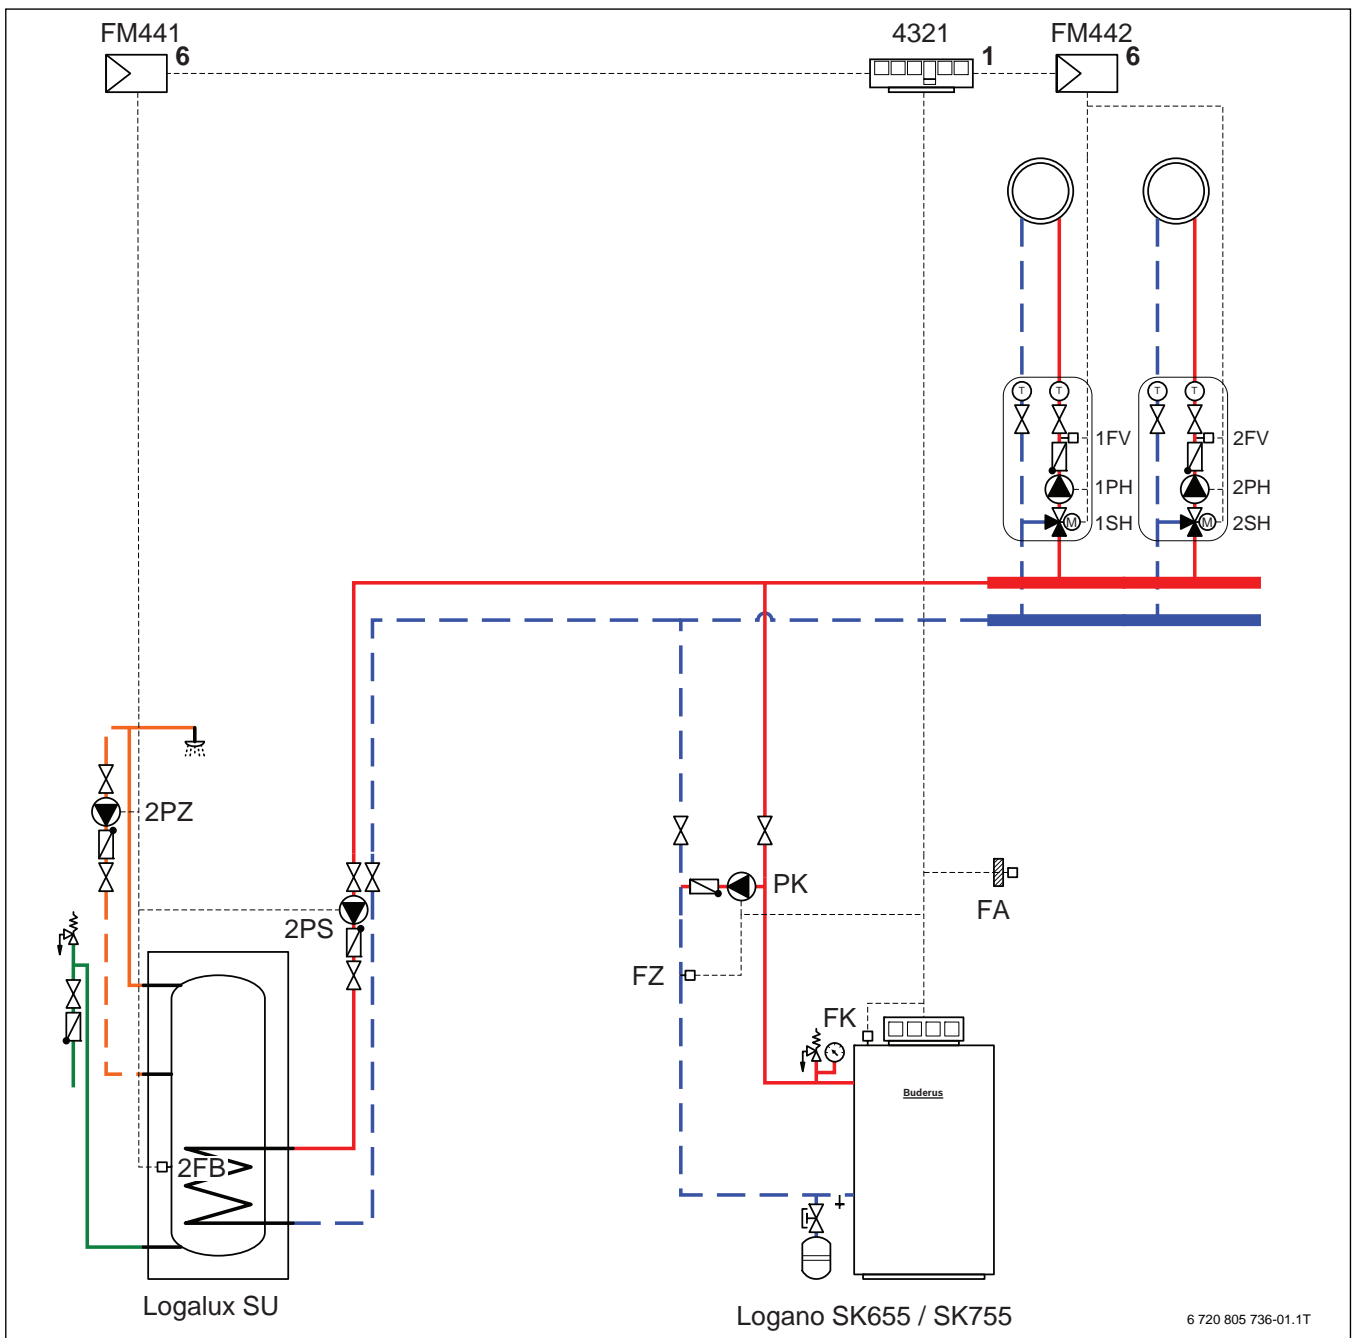 FM441
6
4321
1
FM442
6
T
T
T
T
1FV
2FV
1PH
2PH
M
1SH
M
2SH
2PZ
PK
2PS
FA
FZ
FK
Buderus
2FB
Logalux SU
Logano SK655 / SK755
6 720 805 736-01.1T